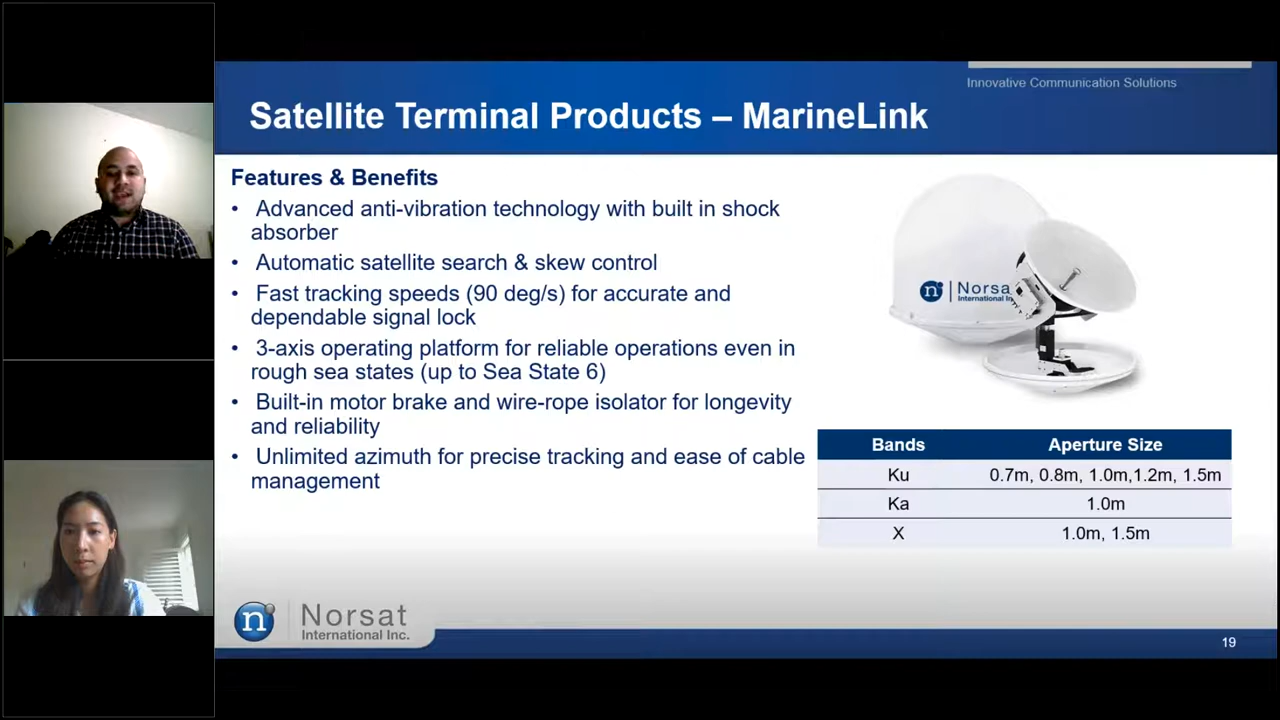 Innovative Communication Solutions
Satellite Terminal Products – MarineLink
Features & Benefits
• Advanced anti-vibration technology with built in shock
absorber
• Automatic satellite search & skew control
• Fast tracking speeds (90 deg/s) for accurate and
dependable signal lock
• 3-axis operating platform for reliable operations even in
rough sea states (up to Sea State 6)
• Built-in motor brake and wire-rope isolator for longevity
and reliability
• Unlimited azimuth for precise tracking and ease of cable
management
n Norsa
International In
Bands Aperture Size
Ku 0.7m, 0.8m, 1.0m,1.2m, 1.5m
Ka 1.0m
X 1.0m, 1.5m
n Norsat
International Inc.
19